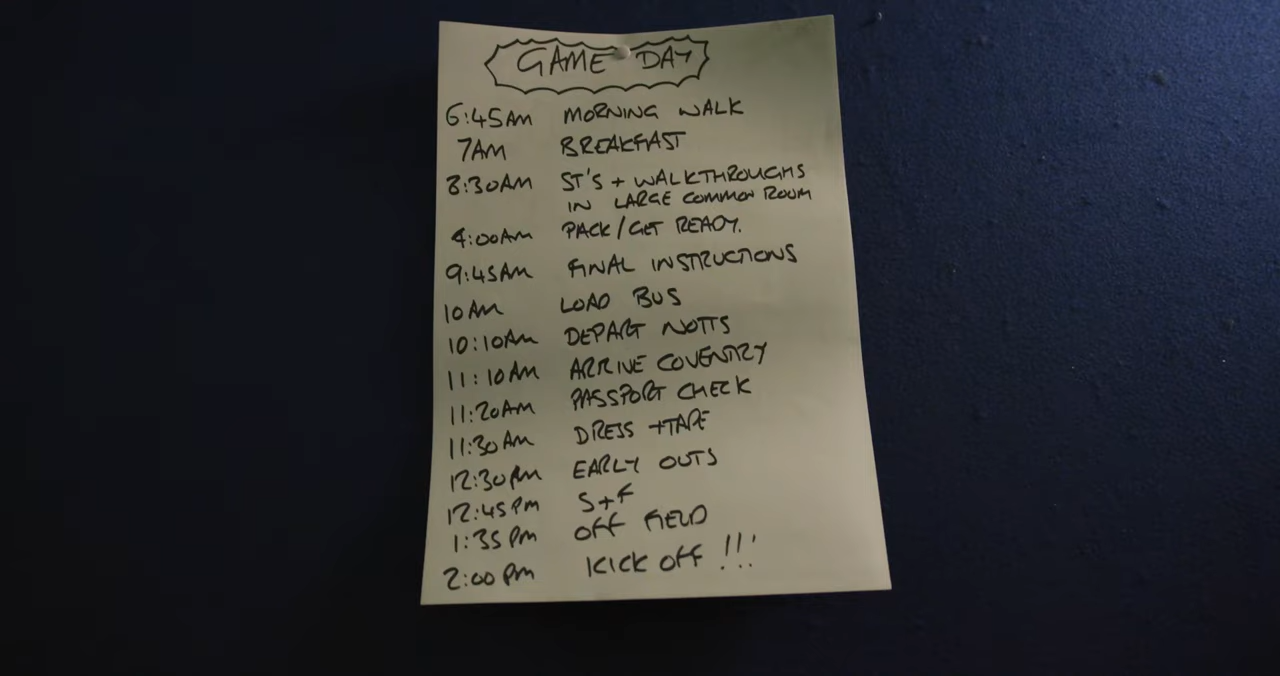 GAME DAY
6:45AM MORNING WALK
7AM BREAKFAST
8:30AM ST'S + WALKTHROUGHS
IN LARGE COMMON ROOM
9:00AM PACK/GET READY.
9:45AM FINAL INSTRUCTIONS
10AM LOAD BUS
10:10AM DEPART NOTTS
11:10AM ARRIVE COVENTRY
11:20AM PASSPORT CHECK
11:30AM DRESS +TAPE
12:30PM EARLY OUTS
12:45PM S+F
1:35PM OFF FIELD
2:00PM KICK OFF !!!